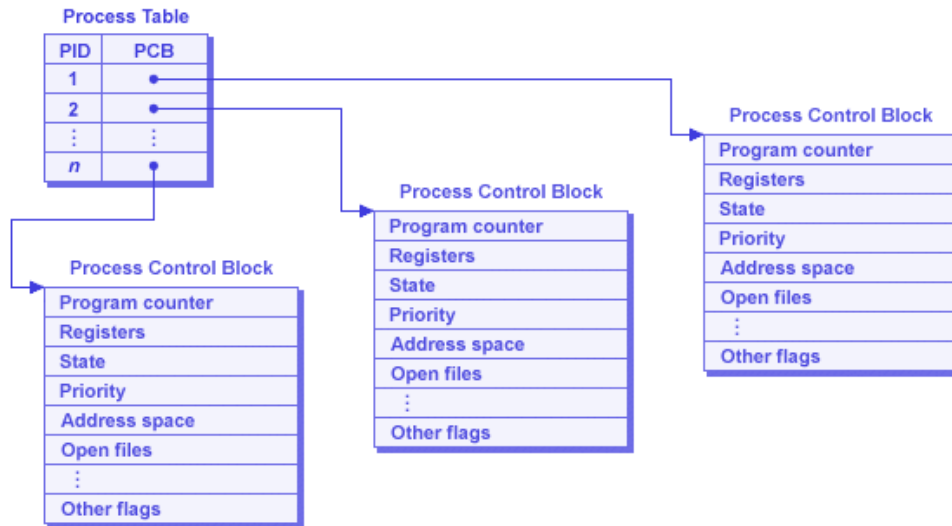 Process Table
PID PCB
1
2
⋮ ⋮
n
Process Control Block
Program counter
Registers
State
Priority
Address space
Open files
⋮
Other flags
Process Control Block
Program counter
Registers
State
Priority
Address space
Open files
⋮
Other flags
Process Control Block
Program counter
Registers
State
Priority
Address space
Open files
⋮
Other flags